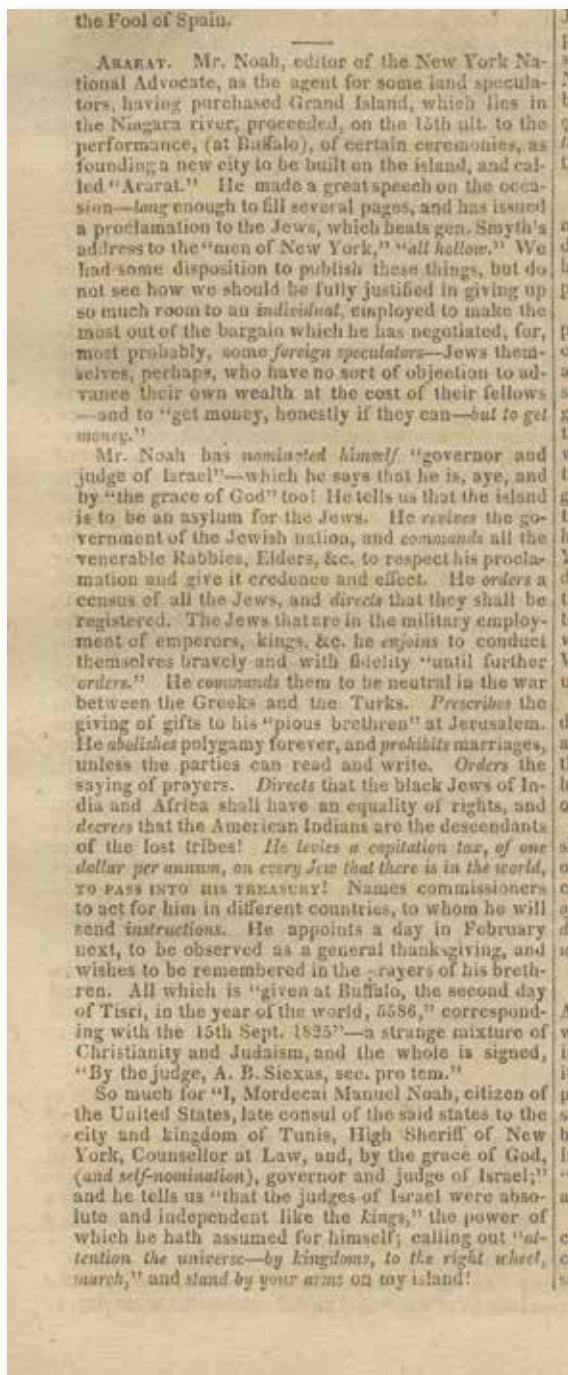 the Fool of Spain.
ARARAT. Mr. Noah, editor of the New York Na-
tional Advocate, as the agent for some land specula-
tors, having purchased Grand Island, which lies in
the Niagara river, proceeded, on the 15th ult. to the
performance, (at Buffalo), of certain ceremonies, as
founding a new city to be built on the island, and cal-
led "Ararat." He made a great speech on the occa-
sion—long enough to fill several pages, and has issued
a proclamation to the Jews, which beats gen. Smyth's
address to the "men of New York," "all hollow." We
had some disposition to publish these things, but do
not see how we should be fully justified in giving up
so much room to an individual, employed to make the
most out of the bargain which he has negotiated, for,
most probably, some foreign speculators—Jews them-
selves, perhaps, who have no sort of objection to ad-
vance their own wealth at the cost of their fellows
—and to "get money, honestly if they can—but to get
money."
Mr. Noah has nominated himself "governor and
judge of Israel"—which he says that he is, aye, and
by "the grace of God" too! He tells us that the island
is to be an asylum for the Jews. He revives the go-
vernment of the Jewish nation, and commands all the
venerable Rabbies, Elders, &c. to respect his procla-
mation and give it credence and effect. He orders a
census of all the Jews, and directs that they shall be
registered. The Jews that are in the military employ-
ment of emperors, kings, &c. he enjoins to conduct
themselves bravely and with fidelity "until further
orders." He commands them to be neutral in the war
between the Greeks and the Turks. Prescribes the
giving of gifts to his "pious brethren" at Jerusalem.
He abolishes polygamy forever, and prohibits marriages,
unless the parties can read and write. Orders the
saying of prayers. Directs that the black Jews of In-
dia and Africa shall have an equality of rights, and
decrees that the American Indians are the descendants
of the lost tribes! He levies a capitation tax, of one
dollar per annum, on every Jew that there is in the world,
TO PASS INTO HIS TREASURY! Names commissioners
to act for him in different countries, to whom he will
send instructions. He appoints a day in February
next, to be observed as a general thanksgiving, and
wishes to be remembered in the rayers of his breth-
ren. All which is "given at Buffalo, the second day
of Tisri, in the year of the world, 5586," correspond-
ing with the 15th Sept. 1825"—a strange mixture of
Christianity and Judaism, and the whole is signed,
"By the judge, A. B. Siexas, sec. pro tem."
So much for "I, Mordecai Manuel Noah, citizen of
the United States, late consul of the said states to the
city and kingdom of Tunis, High Sheriff of New
York, Counsellor at Law, and, by the grace of God,
(and self-nomination), governor and judge of Israel;"
and he tells us "that the judges of Israel were abso-
lute and independent like the kings," the power of
which he hath assumed for himself; calling out "at-
tention the universe—by kingdoms, to the right wheel,
march," and stand by your arms on my island!